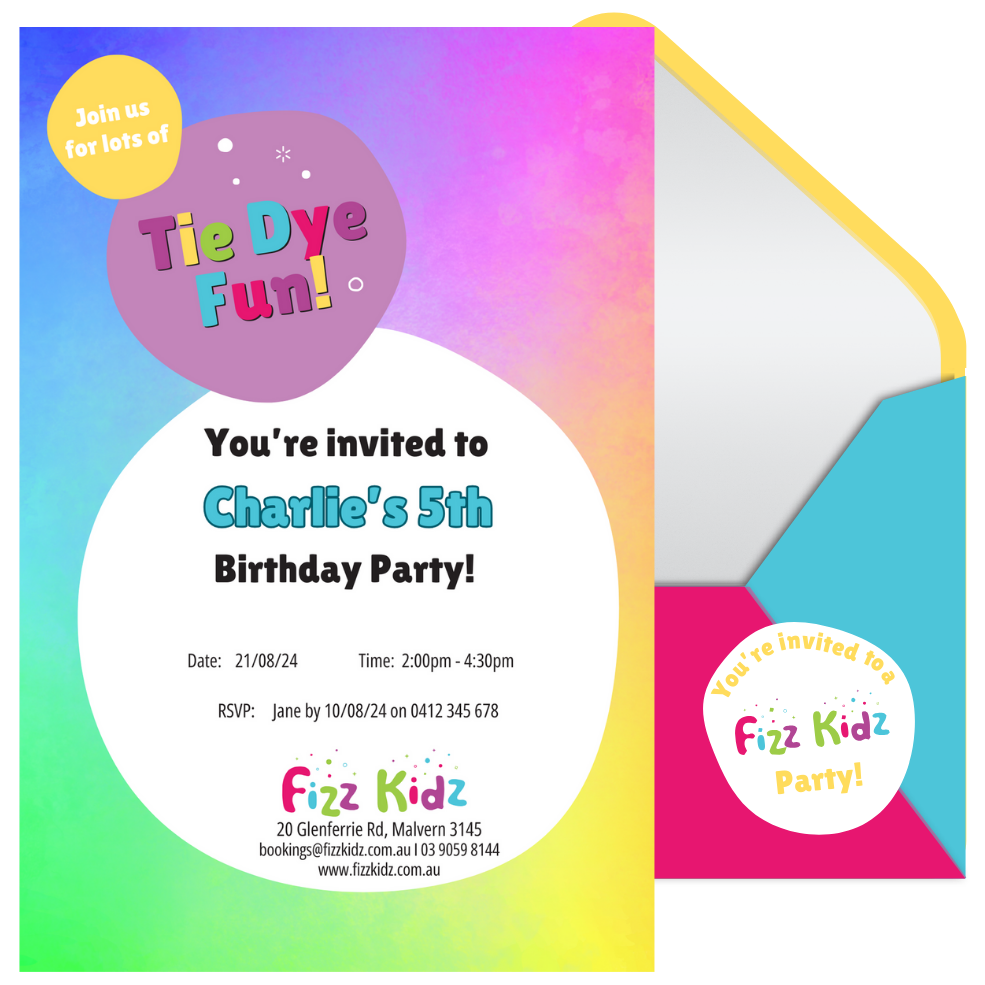 Join us
for lots of
Tie Dye
Fun!
You're invited to
Charlie's 5th
Birthday Party!
Date: 21/08/24 Time: 2:00pm - 4:30pm
RSVP: Jane by 10/08/24 on 0412 345 678
Fizz Kidz
20 Glenferrie Rd, Malvern 3145
bookings@fizzkidz.com.au I 03 9059 8144
www.fizzkidz.com.au
You're invited to a
Fizz Kidz
Party!